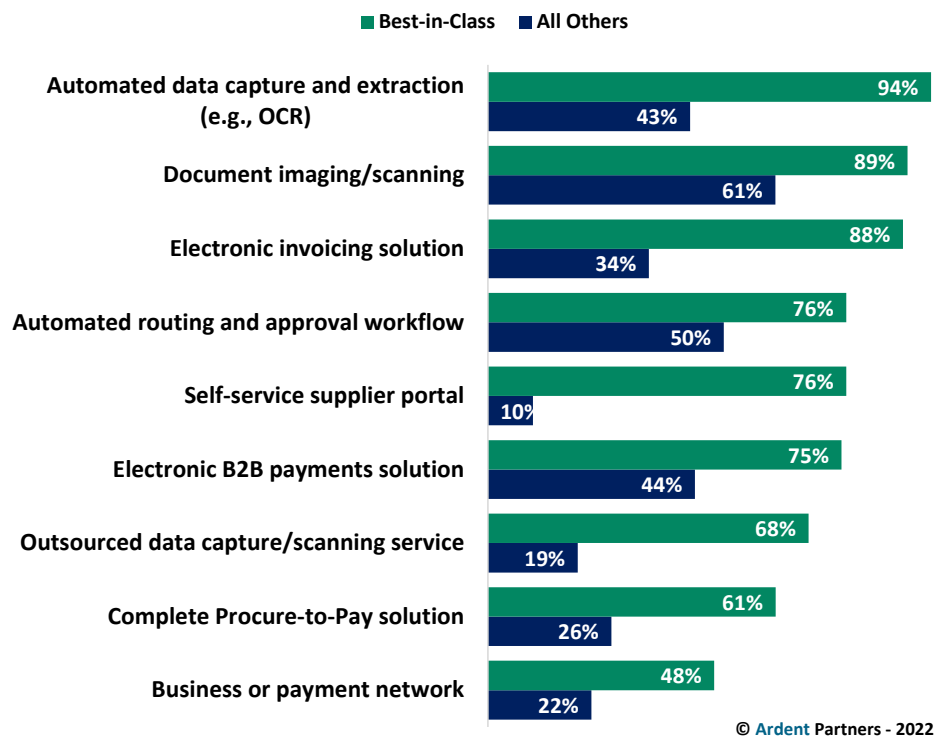 Best-in-Class All Others
Automated data capture and extraction
(e.g., OCR)
94%
43%
Document imaging/scanning
89%
61%
Electronic invoicing solution
88%
34%
Automated routing and approval workflow
76%
50%
Self-service supplier portal
76%
10%
Electronic B2B payments solution
75%
44%
Outsourced data capture/scanning service
68%
19%
Complete Procure-to-Pay solution
61%
26%
Business or payment network
48%
22%
© Ardent Partners - 2022